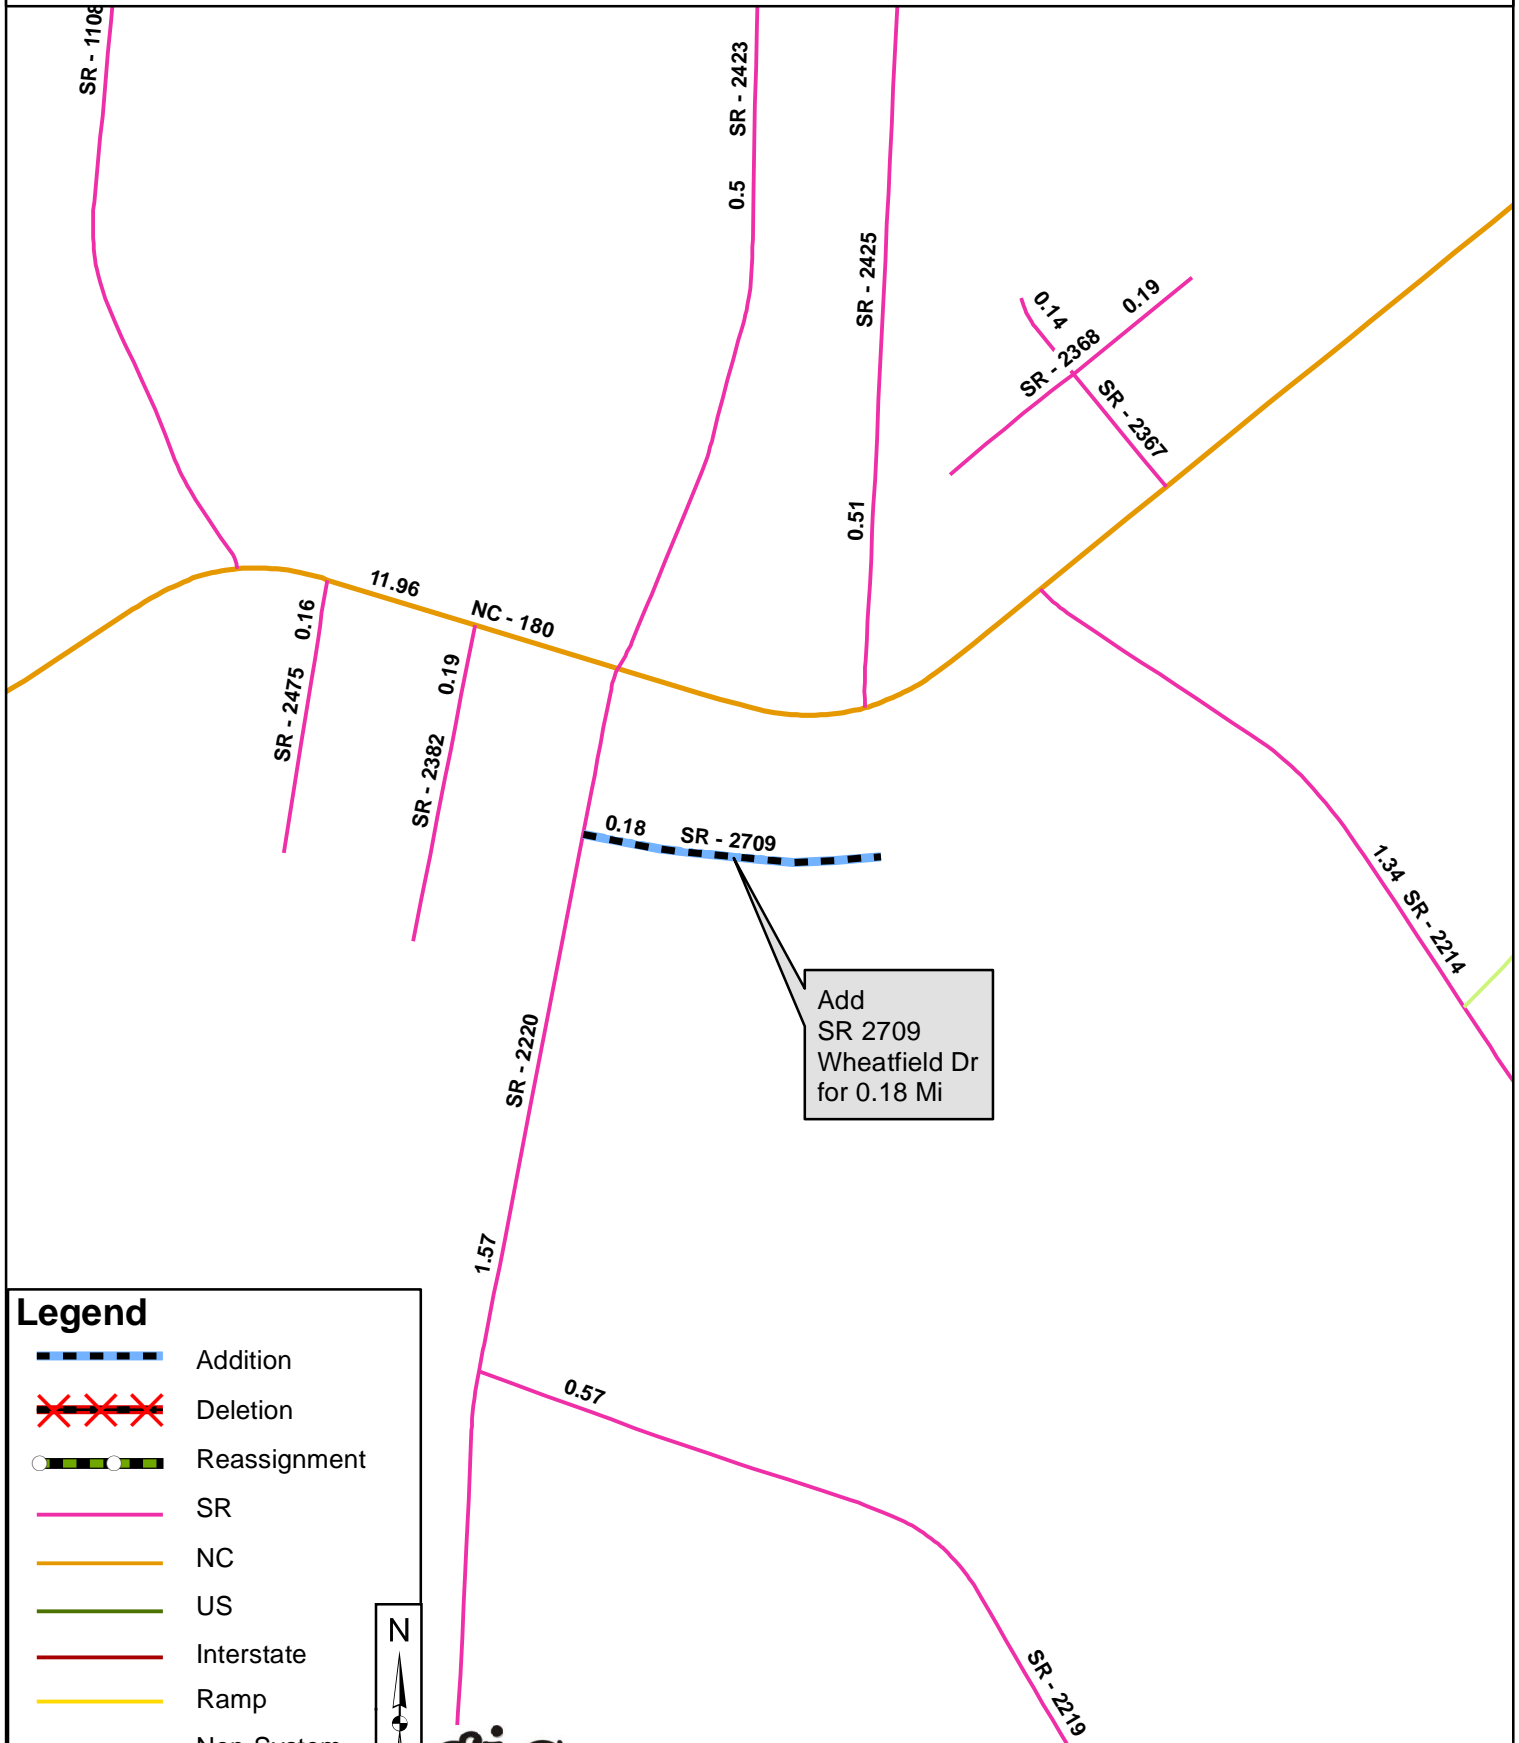 SR - 1108
SR - 2423
0.5
SR - 2425
0.51
0.14
0.19
SR - 2368
SR - 2367
11.96
NC - 180
0.16
SR - 2475
0.19
SR - 2382
0.18
SR - 2709
1.34
SR - 2214
Add
SR 2709
Wheatfield Dr
for 0.18 Mi
SR - 2220
1.57
0.57
SR - 2219
Legend
Addition
Deletion
Reassignment
SR
NC
US
Interstate
Ramp
Non-System
N